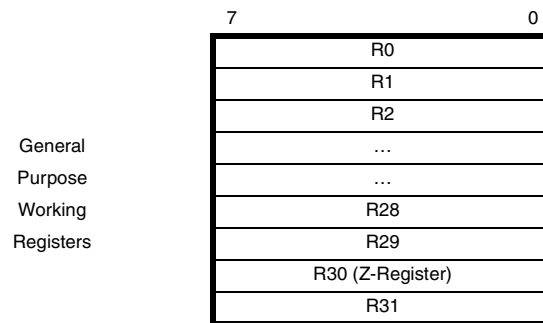 7 0
R0
R1
R2
General …
Purpose …
Working R28
Registers R29
R30 (Z-Register)
R31